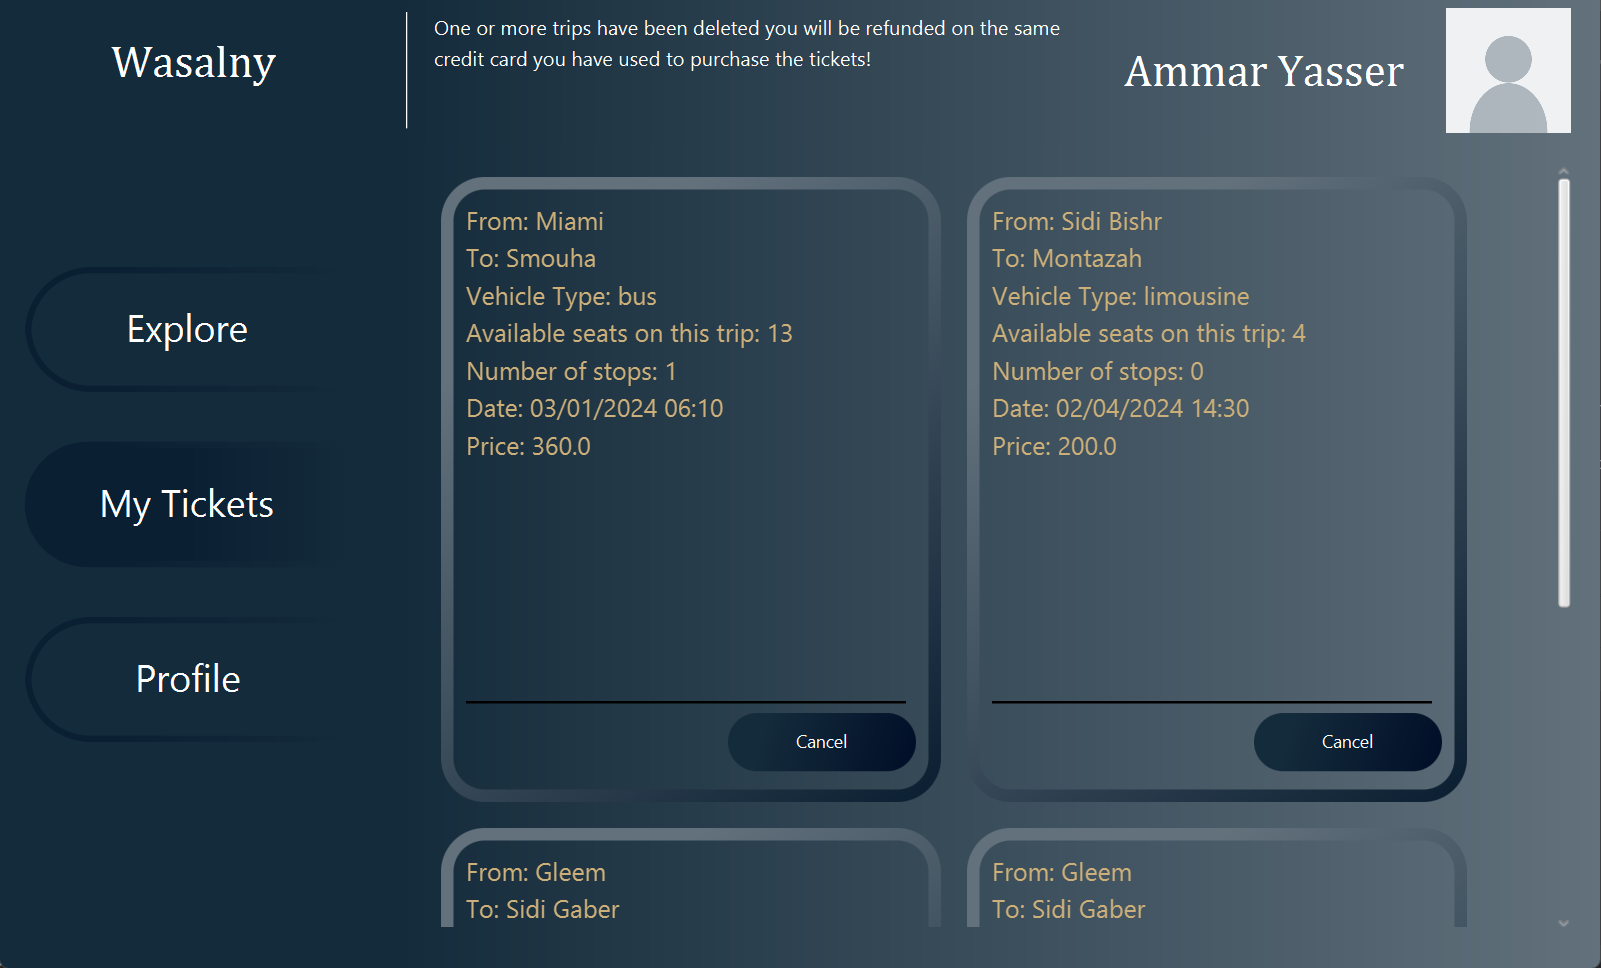 Wasalny
One or more trips have been deleted you will be refunded on the same
credit card you have used to purchase the tickets!
Ammar Yasser
Explore
My Tickets
Profile
From: Miami
To: Smouha
Vehicle Type: bus
Available seats on this trip: 13
Number of stops: 1
Date: 03/01/2024 06:10
Price: 360.0
Cancel
From: Sidi Bishr
To: Montazah
Vehicle Type: limousine
Available seats on this trip: 4
Number of stops: 0
Date: 02/04/2024 14:30
Price: 200.0
Cancel
From: Gleem
To: Sidi Gaber
From: Gleem
To: Sidi Gaber